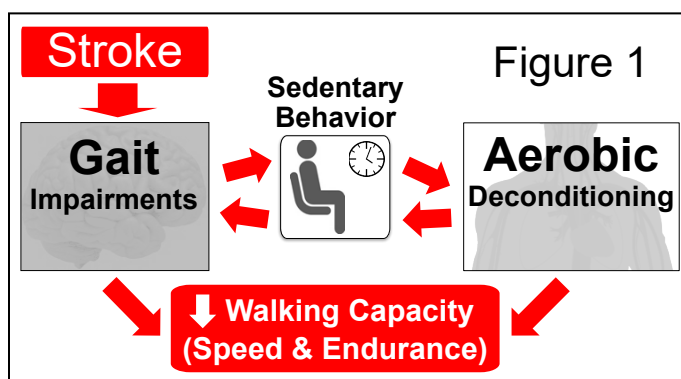 Stroke
Figure 1
Sedentary
Behavior
Gait
Impairments
Aerobic
Deconditioning
Walking Capacity
(Speed & Endurance)